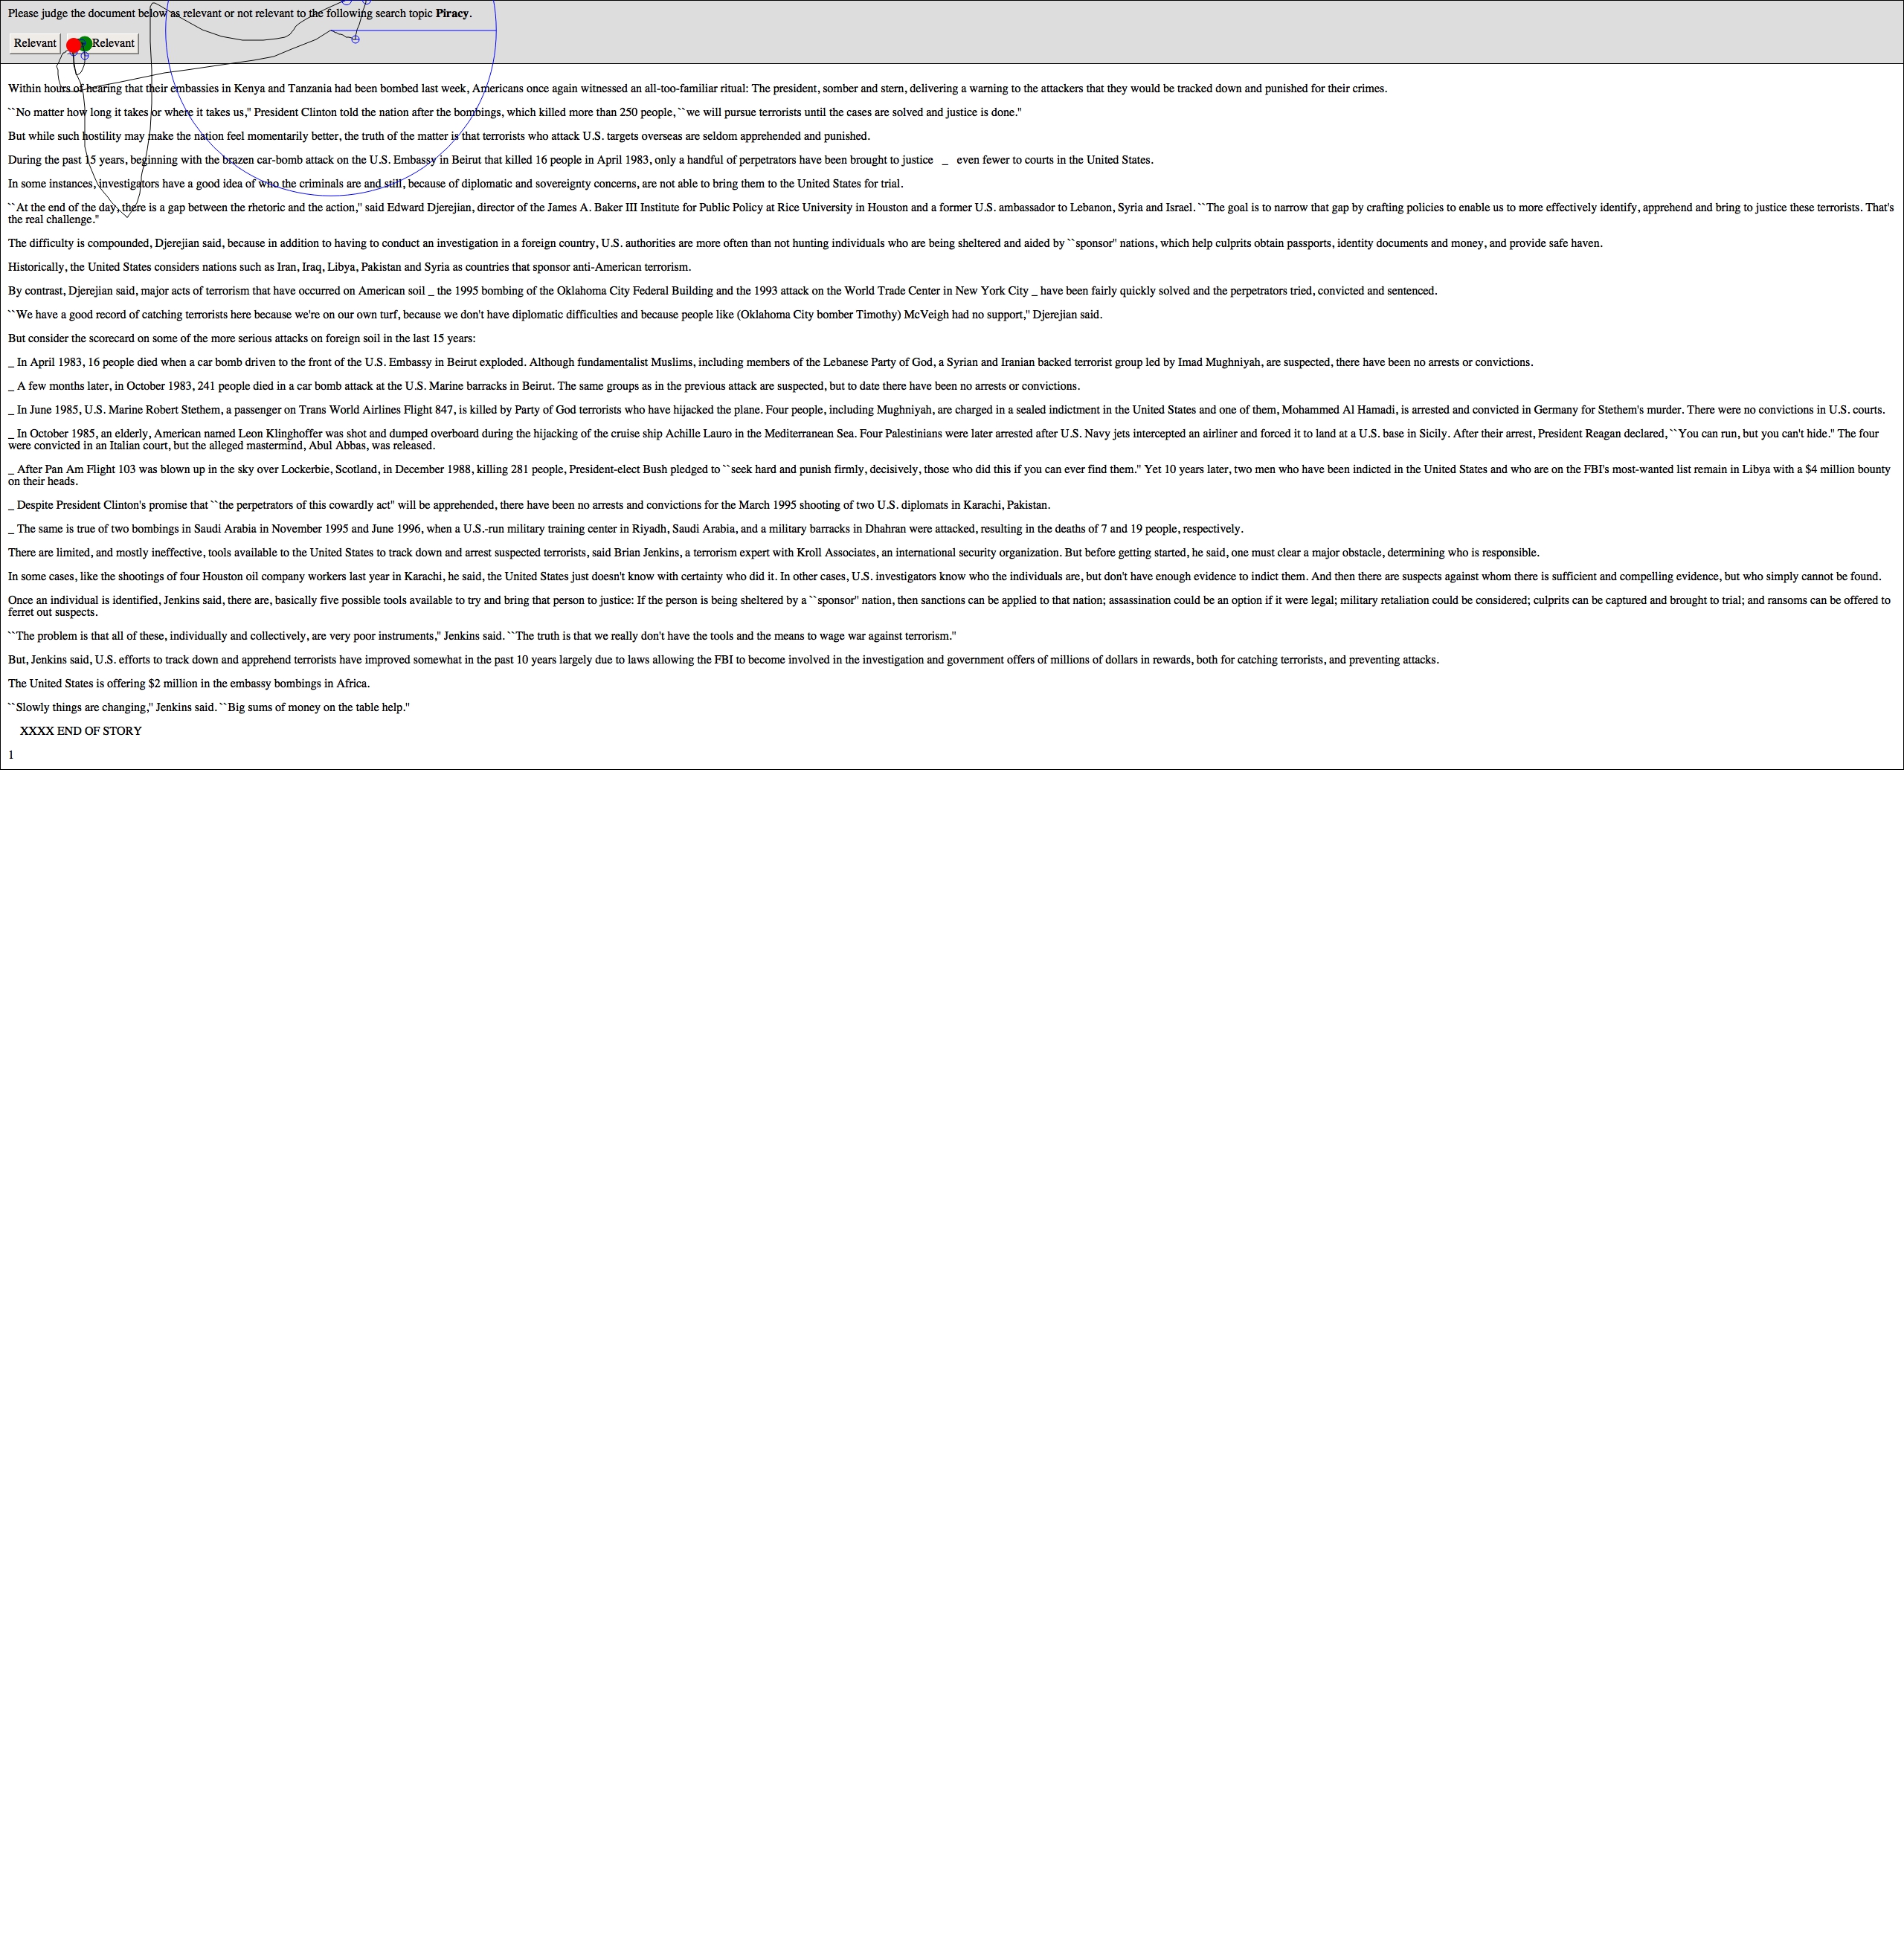 Please judge the document below as relevant or not relevant to the following search topic Piracy.
Relevant Relevant
Within hours of hearing that their embassies in Kenya and Tanzania had been bombed last week, Americans once again witnessed an all-too-familiar ritual: The president, somber and stern, delivering a warning to the attackers that they would be tracked down and punished for their crimes.
``No matter how long it takes or where it takes us,'' President Clinton told the nation after the bombings, which killed more than 250 people, ``we will pursue terrorists until the cases are solved and justice is done.''
But while such hostility may make the nation feel momentarily better, the truth of the matter is that terrorists who attack U.S. targets overseas are seldom apprehended and punished.
During the past 15 years, beginning with the brazen car-bomb attack on the U.S. Embassy in Beirut that killed 16 people in April 1983, only a handful of perpetrators have been brought to justice _ even fewer to courts in the United States.
In some instances, investigators have a good idea of who the criminals are and still, because of diplomatic and sovereignty concerns, are not able to bring them to the United States for trial.
``At the end of the day, there is a gap between the rhetoric and the action,'' said Edward Djerejian, director of the James A. Baker III Institute for Public Policy at Rice University in Houston and a former U.S. ambassador to Lebanon, Syria and Israel. ``The goal is to narrow that gap by crafting policies to enable us to more effectively identify, apprehend and bring to justice these terrorists. That's
the real challenge.''
The difficulty is compounded, Djerejian said, because in addition to having to conduct an investigation in a foreign country, U.S. authorities are more often than not hunting individuals who are being sheltered and aided by ``sponsor'' nations, which help culprits obtain passports, identity documents and money, and provide safe haven.
Historically, the United States considers nations such as Iran, Iraq, Libya, Pakistan and Syria as countries that sponsor anti-American terrorism.
By contrast, Djerejian said, major acts of terrorism that have occurred on American soil _ the 1995 bombing of the Oklahoma City Federal Building and the 1993 attack on the World Trade Center in New York City _ have been fairly quickly solved and the perpetrators tried, convicted and sentenced.
``We have a good record of catching terrorists here because we're on our own turf, because we don't have diplomatic difficulties and because people like (Oklahoma City bomber Timothy) McVeigh had no support,'' Djerejian said.
But consider the scorecard on some of the more serious attacks on foreign soil in the last 15 years:
_ In April 1983, 16 people died when a car bomb driven to the front of the U.S. Embassy in Beirut exploded. Although fundamentalist Muslims, including members of the Lebanese Party of God, a Syrian and Iranian backed terrorist group led by Imad Mughniyah, are suspected, there have been no arrests or convictions.
_ A few months later, in October 1983, 241 people died in a car bomb attack at the U.S. Marine barracks in Beirut. The same groups as in the previous attack are suspected, but to date there have been no arrests or convictions.
_ In June 1985, U.S. Marine Robert Stethem, a passenger on Trans World Airlines Flight 847, is killed by Party of God terrorists who have hijacked the plane. Four people, including Mughniyah, are charged in a sealed indictment in the United States and one of them, Mohammed Al Hamadi, is arrested and convicted in Germany for Stethem's murder. There were no convictions in U.S. courts.
_ In October 1985, an elderly, American named Leon Klinghoffer was shot and dumped overboard during the hijacking of the cruise ship Achille Lauro in the Mediterranean Sea. Four Palestinians were later arrested after U.S. Navy jets intercepted an airliner and forced it to land at a U.S. base in Sicily. After their arrest, President Reagan declared, ``You can run, but you can't hide.'' The four
were convicted in an Italian court, but the alleged mastermind, Abul Abbas, was released.
_ After Pan Am Flight 103 was blown up in the sky over Lockerbie, Scotland, in December 1988, killing 281 people, President-elect Bush pledged to ``seek hard and punish firmly, decisively, those who did this if you can ever find them.'' Yet 10 years later, two men who have been indicted in the United States and who are on the FBI's most-wanted list remain in Libya with a $4 million bounty
on their heads.
_ Despite President Clinton's promise that ``the perpetrators of this cowardly act'' will be apprehended, there have been no arrests and convictions for the March 1995 shooting of two U.S. diplomats in Karachi, Pakistan.
_ The same is true of two bombings in Saudi Arabia in November 1995 and June 1996, when a U.S.-run military training center in Riyadh, Saudi Arabia, and a military barracks in Dhahran were attacked, resulting in the deaths of 7 and 19 people, respectively.
There are limited, and mostly ineffective, tools available to the United States to track down and arrest suspected terrorists, said Brian Jenkins, a terrorism expert with Kroll Associates, an international security organization. But before getting started, he said, one must clear a major obstacle, determining who is responsible.
In some cases, like the shootings of four Houston oil company workers last year in Karachi, he said, the United States just doesn't know with certainty who did it. In other cases, U.S. investigators know who the individuals are, but don't have enough evidence to indict them. And then there are suspects against whom there is sufficient and compelling evidence, but who simply cannot be found.
Once an individual is identified, Jenkins said, there are, basically five possible tools available to try and bring that person to justice: If the person is being sheltered by a ``sponsor'' nation, then sanctions can be applied to that nation; assassination could be an option if it were legal; military retaliation could be considered; culprits can be captured and brought to trial; and ransoms can be offered to
ferret out suspects.
``The problem is that all of these, individually and collectively, are very poor instruments,'' Jenkins said. ``The truth is that we really don't have the tools and the means to wage war against terrorism.''
But, Jenkins said, U.S. efforts to track down and apprehend terrorists have improved somewhat in the past 10 years largely due to laws allowing the FBI to become involved in the investigation and government offers of millions of dollars in rewards, both for catching terrorists, and preventing attacks.
The United States is offering $2 million in the embassy bombings in Africa.
``Slowly things are changing,'' Jenkins said. ``Big sums of money on the table help.''
XXXX END OF STORY
1